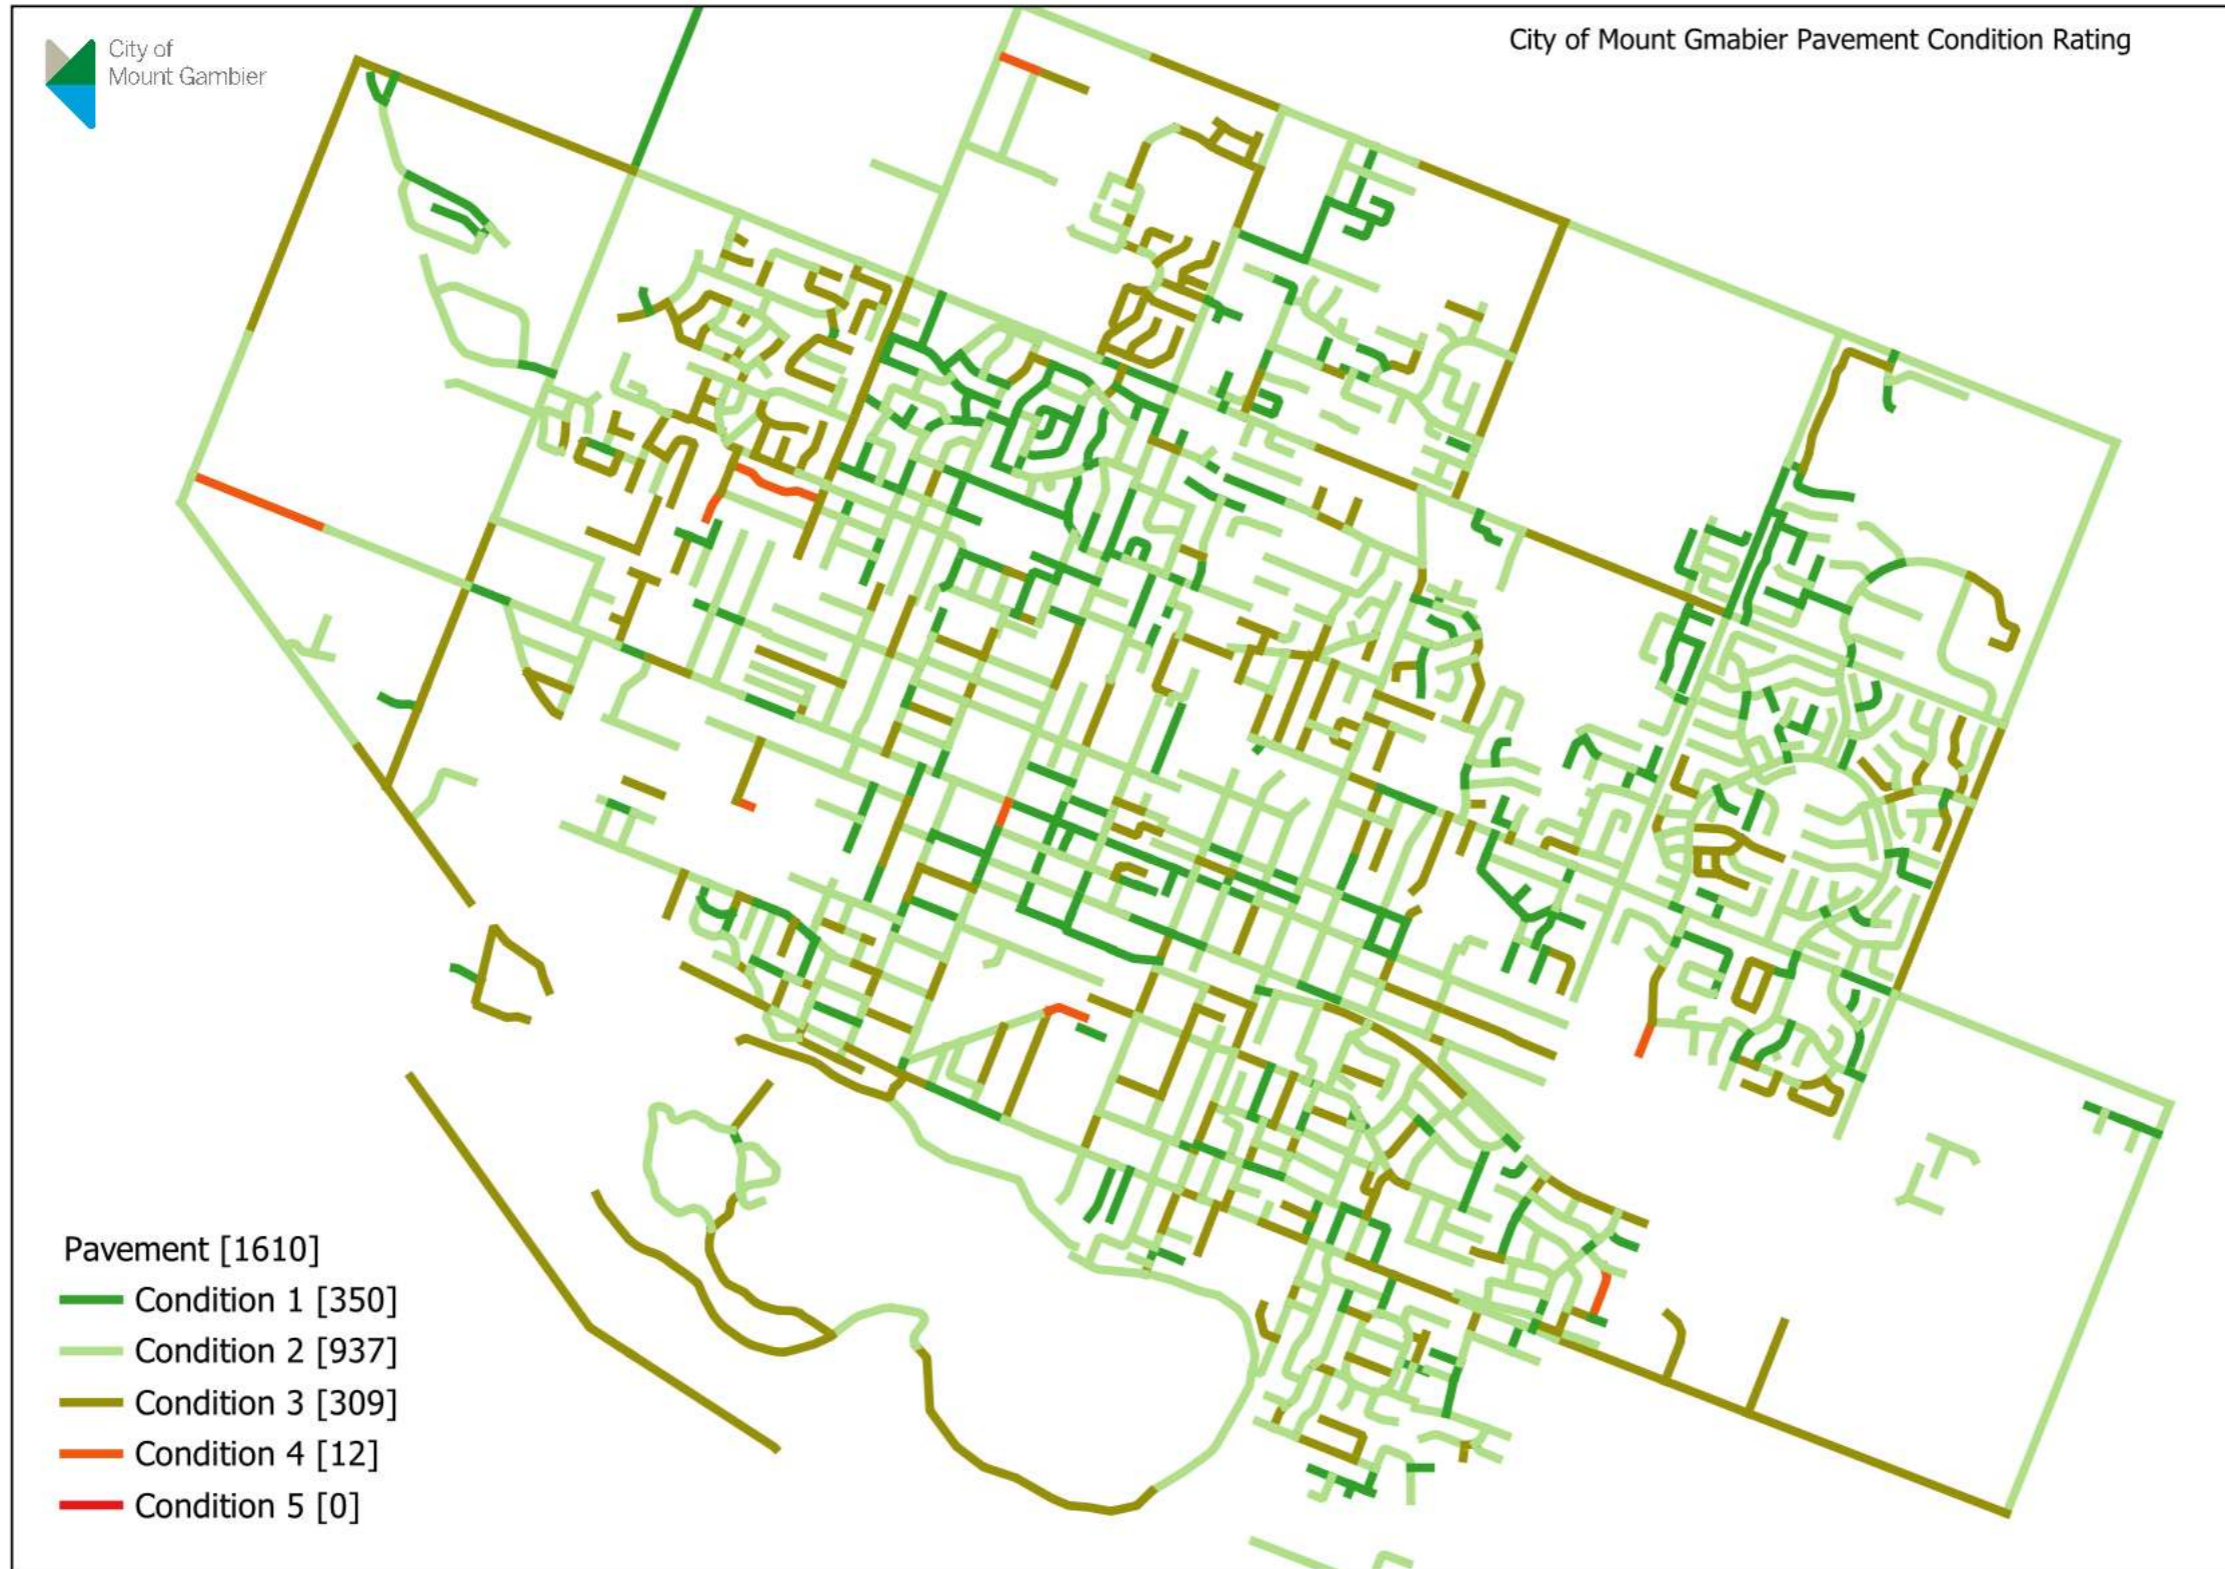 City of
Mount Gambier
City of Mount Gmabier Pavement Condition Rating
Pavement [1610]
Condition 1 [350]
Condition 2 [937]
Condition 3 [309]
Condition 4 [12]
Condition 5 [0]